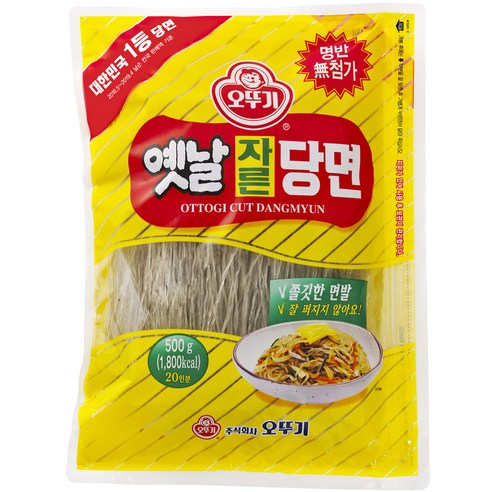 대한민국 1등 당면
명반
無첨가
오뚜기
®
옛날 자른 당면
OTTOGI CUT DANGMYUN
√ 쫄깃한 면발
√ 잘 퍼지지 않아요!
500 g
(1,800kcal)
20인분
오뚜기 주식회사 오뚜기